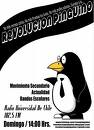 REVOLUCION PINGUINO
Movimiento Secundario
Actualidad
Bandas Escolares
Radio Universidad De Chile
102.5 FM
Domingo / 14:00 Hrs.